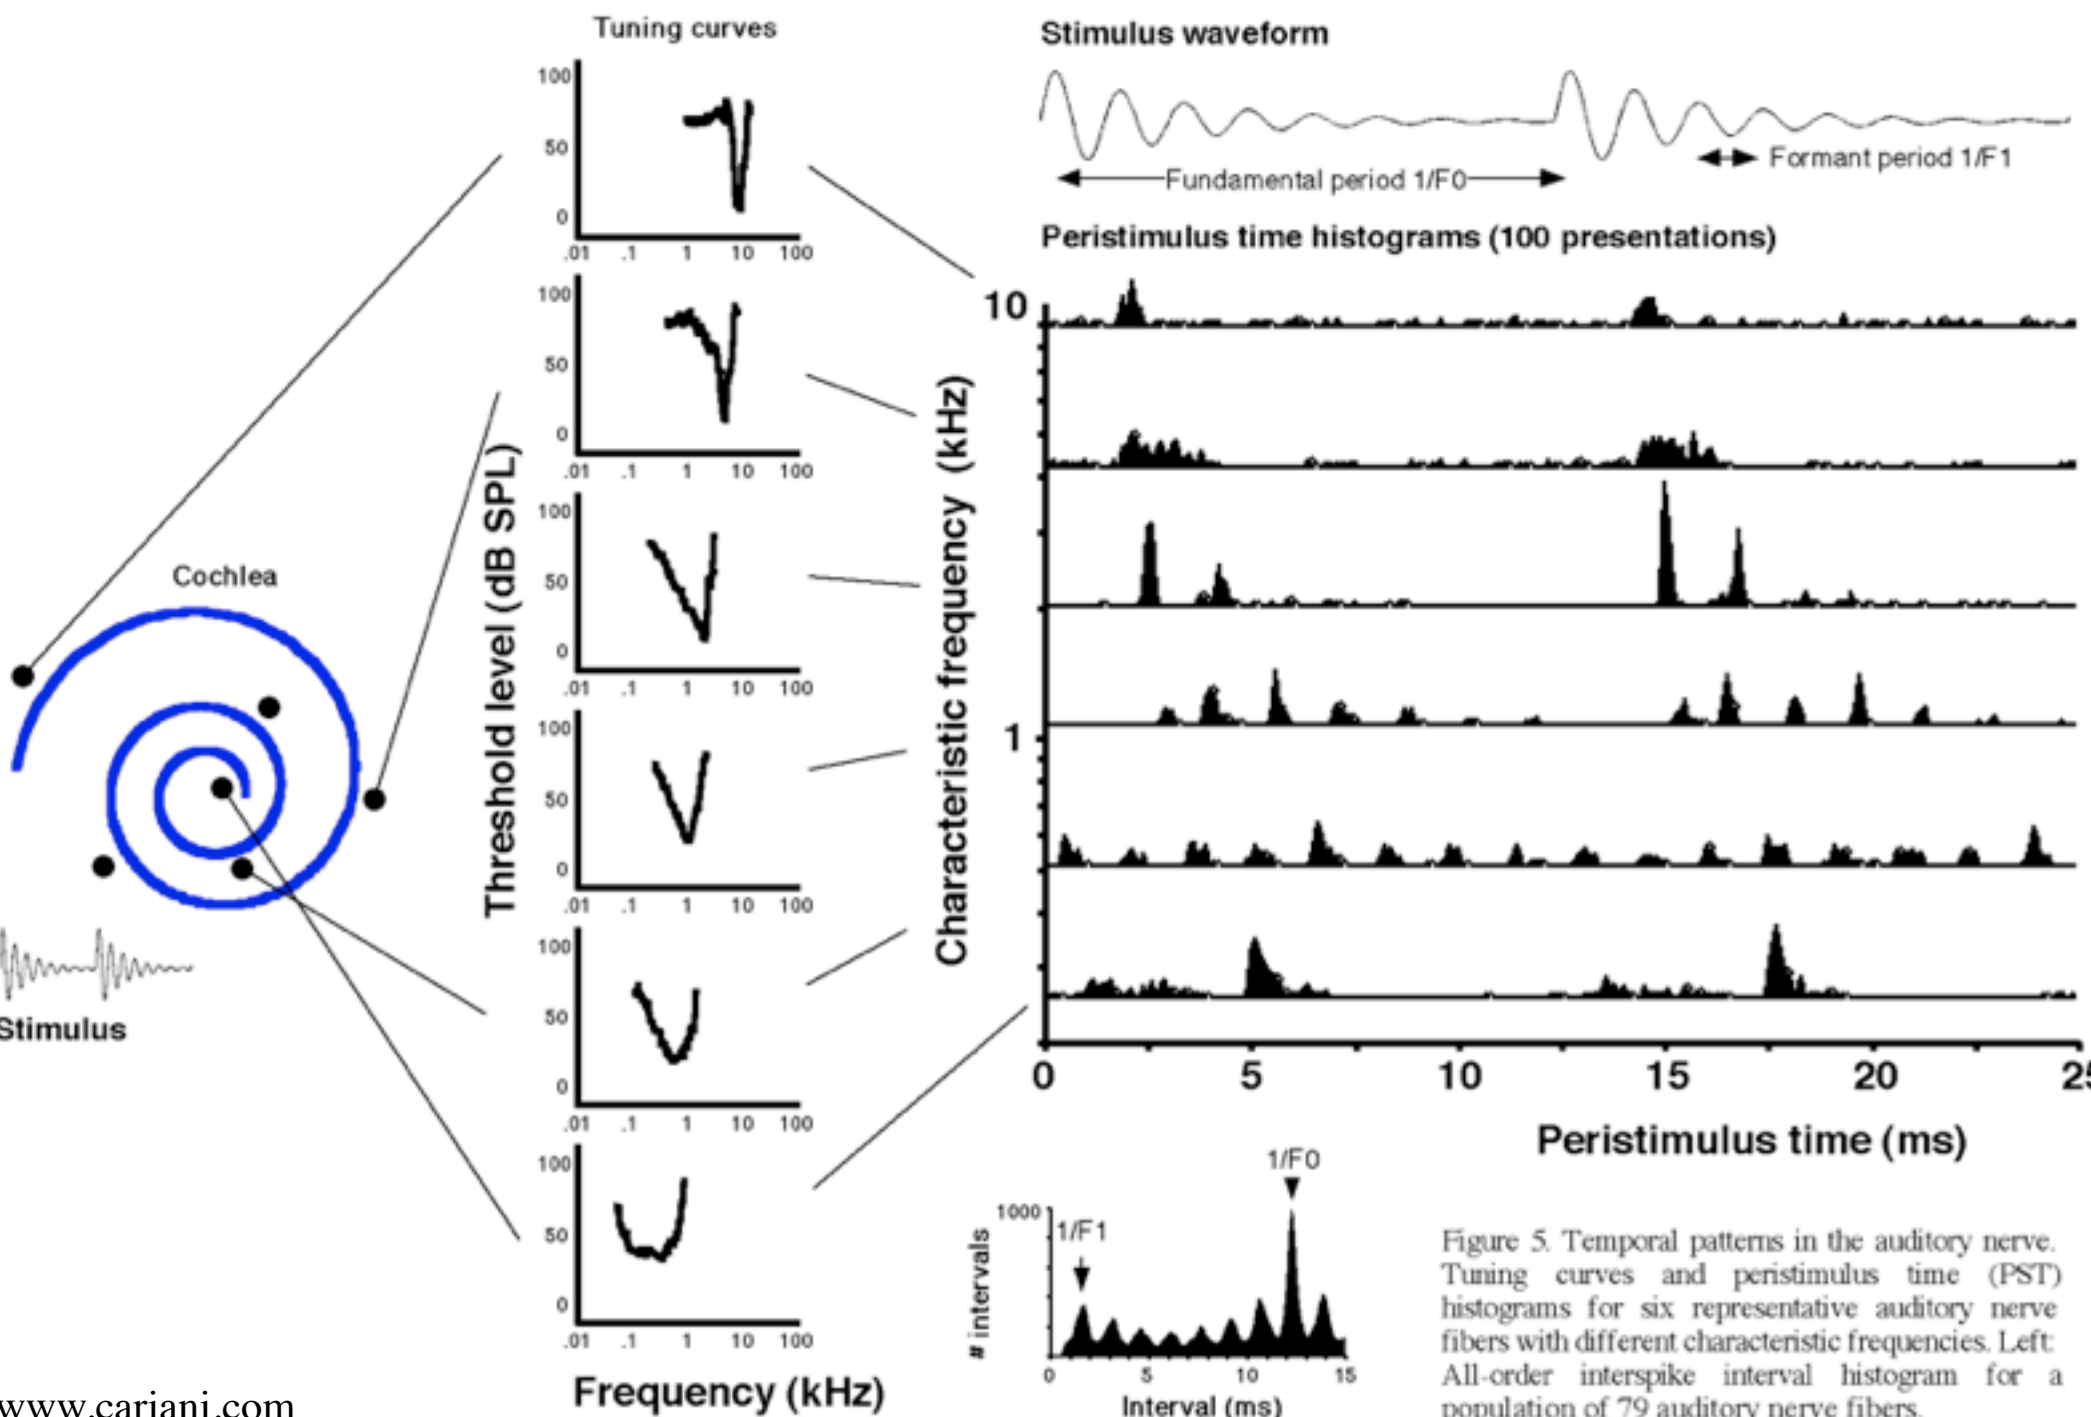 Tuning curves
100
50
0
.01 .1 1 10 100
100
50
0
.01 .1 1 10 100
100
50
0
.01 .1 1 10 100
100
50
0
.01 .1 1 10 100
100
50
0
.01 .1 1 10 100
100
50
0
.01 .1 1 10 100
Threshold level (dB SPL)
Frequency (kHz)
Cochlea
Stimulus
www.cariani.com
Stimulus waveform
Fundamental period 1/F0
Formant period 1/F1
Peristimulus time histograms (100 presentations)
10
1
Characteristic frequency (kHz)
0 5 10 15 20 25
Peristimulus time (ms)
1/F0
1000
1/F1
# intervals
0 5 10 15
Interval (ms)
Figure 5. Temporal patterns in the auditory nerve.
Tuning curves and peristimulus time (PST)
histograms for six representative auditory nerve
fibers with different characteristic frequencies. Left:
All-order interspike interval histogram for a
population of 79 auditory nerve fibers.